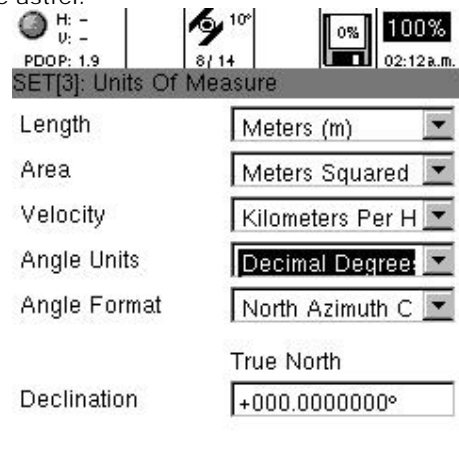 H: -
V: -
10°
0%
100%
PDOP: 1.9
8/14
02:12a.m.
SET[3]: Units Of Measure
Length
Meters (m)
Area
Meters Squared
Velocity
Kilometers Per H
Angle Units
Decimal Degree
Angle Format
North Azimuth C
True North
Declination
+000.0000000°